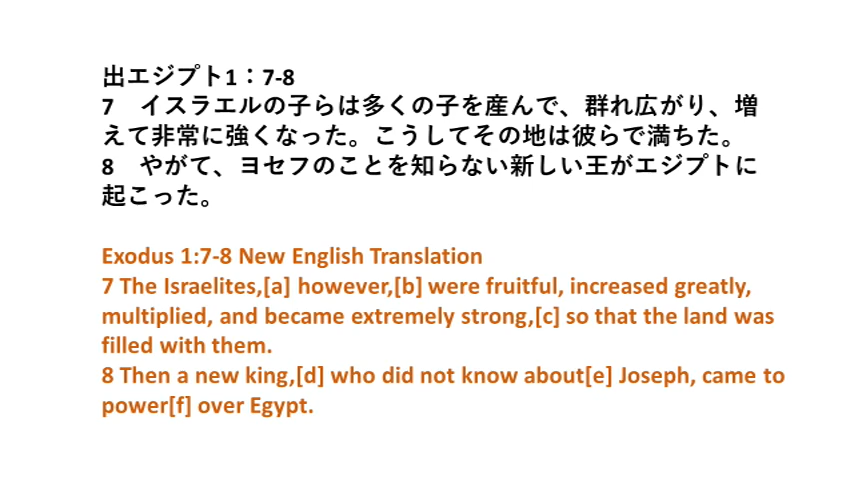 出エジプト1：7-8
7　イスラエルの子らは多くの子を産んで、群れ広がり、増
えて非常に強くなった。こうしてその地は彼らで満ちた。
8　やがて、ヨセフのことを知らない新しい王がエジプトに
起こった。
Exodus 1:7-8 New English Translation
7 The Israelites,[a] however,[b] were fruitful, increased greatly,
multiplied, and became extremely strong,[c] so that the land was
filled with them.
8 Then a new king,[d] who did not know about[e] Joseph, came to
power[f] over Egypt.